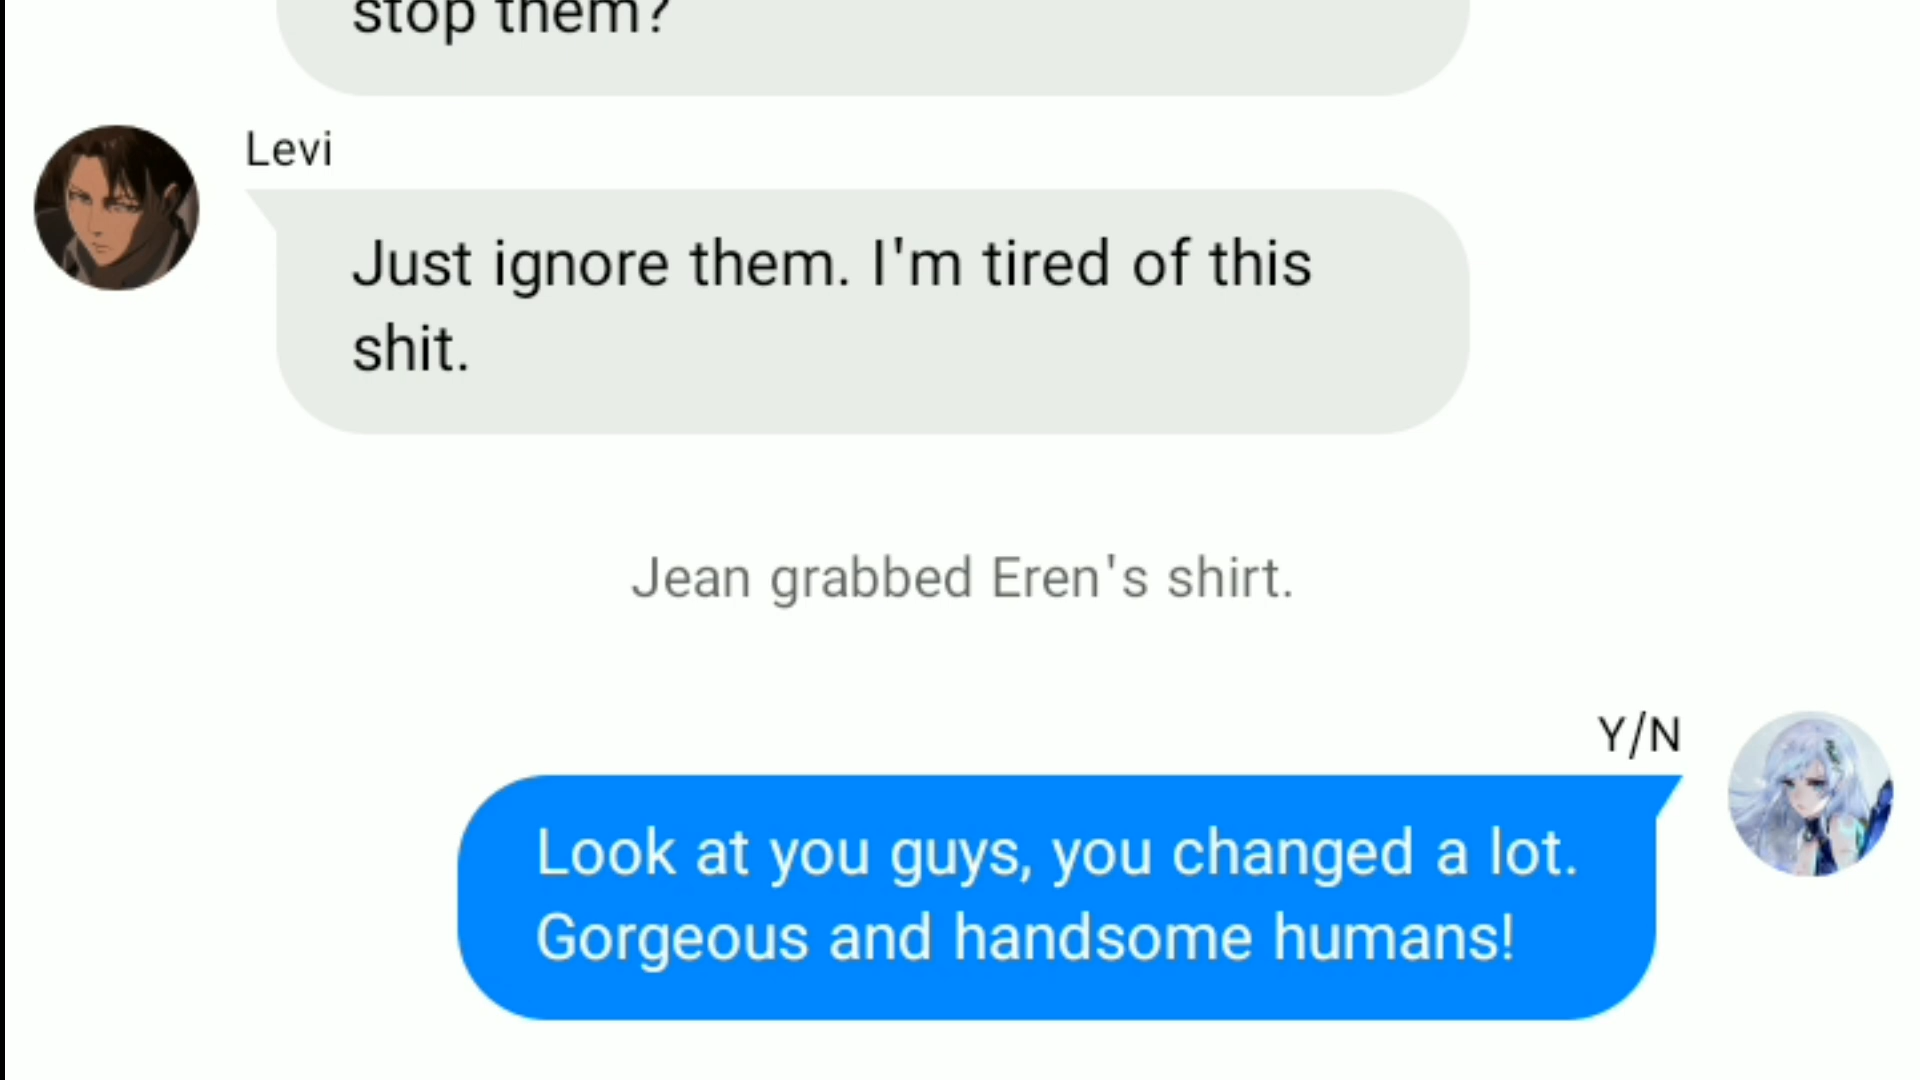 stop them?
Levi
Just ignore them. I'm tired of this
shit.
Jean grabbed Eren's shirt.
Y/N
Look at you guys, you changed a lot.
Gorgeous and handsome humans!